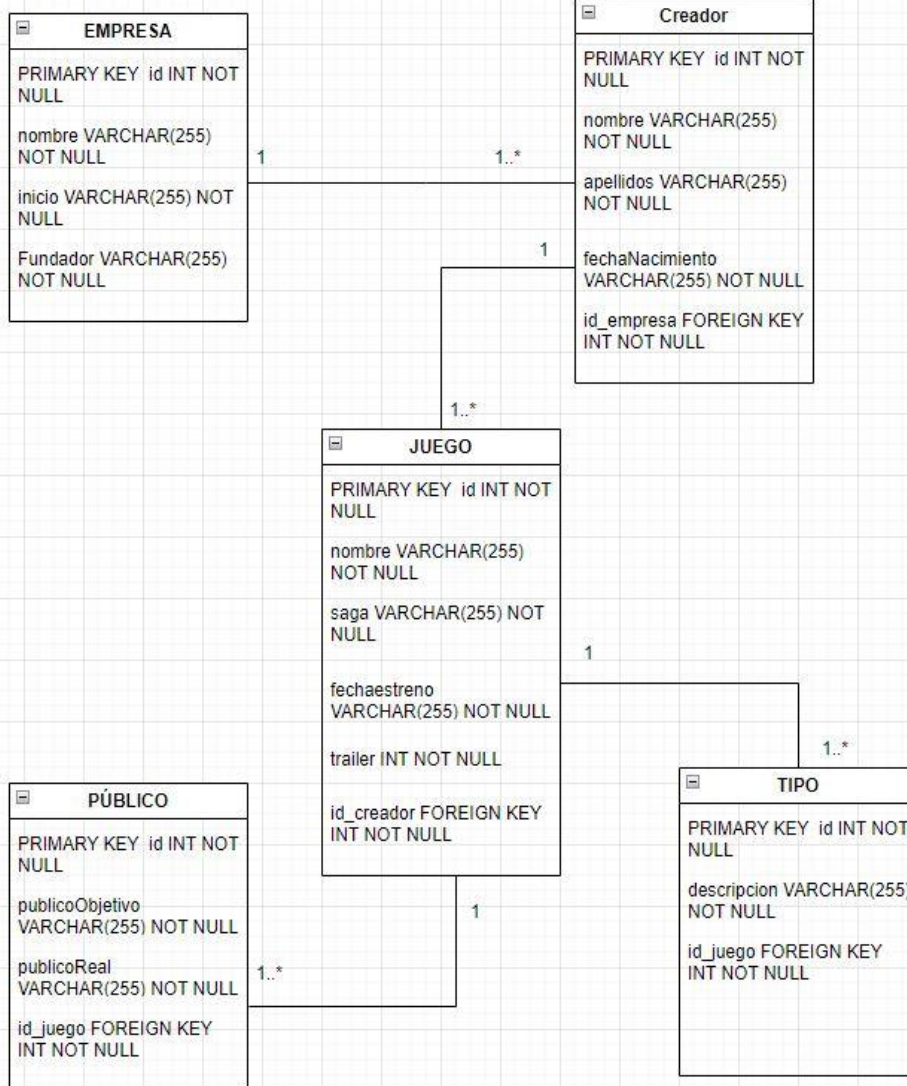 EMPRESA
PRIMARY KEY id INT NOT
NULL
nombre VARCHAR(255)
NOT NULL
inicio VARCHAR(255) NOT
NULL
Fundador VARCHAR(255)
NOT NULL
1
1..*
Creador
PRIMARY KEY id INT NOT
NULL
nombre VARCHAR(255)
NOT NULL
apellidos VARCHAR(255)
NOT NULL
fechaNacimiento
VARCHAR(255) NOT NULL
id_empresa FOREIGN KEY
INT NOT NULL
1
1..*
JUEGO
PRIMARY KEY id INT NOT
NULL
nombre VARCHAR(255)
NOT NULL
saga VARCHAR(255) NOT
NULL
fechaestreno
VARCHAR(255) NOT NULL
trailer INT NOT NULL
id_creador FOREIGN KEY
INT NOT NULL
1
1..*
TIPO
PRIMARY KEY id INT NOT
NULL
descripcion VARCHAR(255)
NOT NULL
id_juego FOREIGN KEY
INT NOT NULL
1
1..*
PÚBLICO
PRIMARY KEY id INT NOT
NULL
publicoObjetivo
VARCHAR(255) NOT NULL
publicoReal
VARCHAR(255) NOT NULL
id_juego FOREIGN KEY
INT NOT NULL